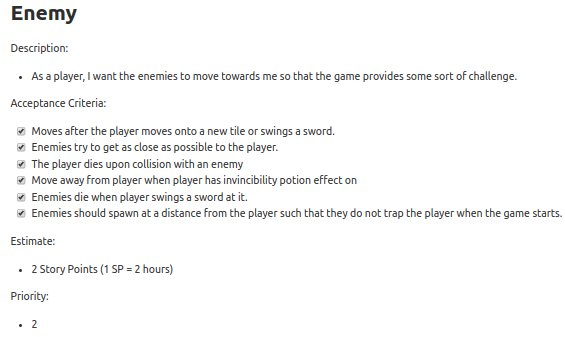 Enemy
Description:
As a player, I want the enemies to move towards me so that the game provides some sort of challenge.
Acceptance Criteria:
Moves after the player moves onto a new tile or swings a sword.
Enemies try to get as close as possible to the player.
The player dies upon collision with an enemy
Move away from player when player has invincibility potion effect on
Enemies die when player swings a sword at it.
Enemies should spawn at a distance from the player such that they do not trap the player when the game starts.
Estimate:
2 Story Points (1 SP = 2 hours)
Priority:
2